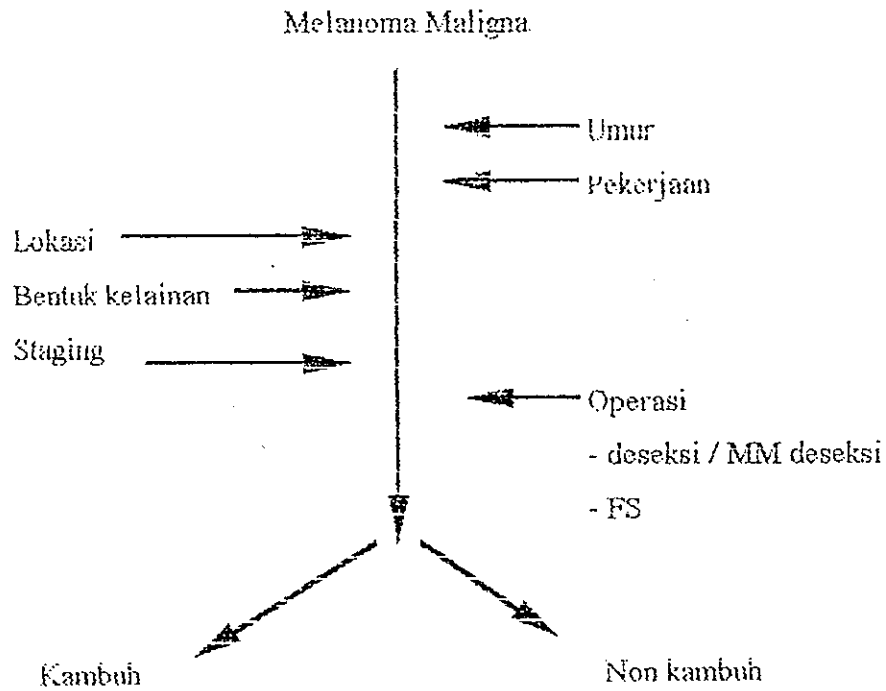 Melanoma Maligna
Umur
Pekerjaan
Lokasi
Bentuk kelainan
Staging
Operasi
- deseksi / MM deseksi
- FS
Kambuh
Non kambuh